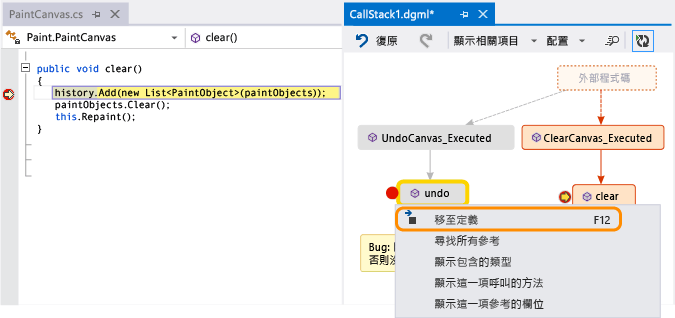 PaintCanvas.cs
Paint.PaintCanvas
clear()
public void clear()
{
history.Add(new List<PaintObject>(paintObjects));
paintObjects.Clear();
this.Repaint();
}
CallStack1.dgml*
復原
顯示相關項目
配置
外部程式碼
UndoCanvas_Executed
ClearCanvas_Executed
undo
clear
Bug:
否則
移至定義 F12
尋找所有參考
顯示包含的類型
顯示這一項呼叫的方法
顯示這一項參考的欄位